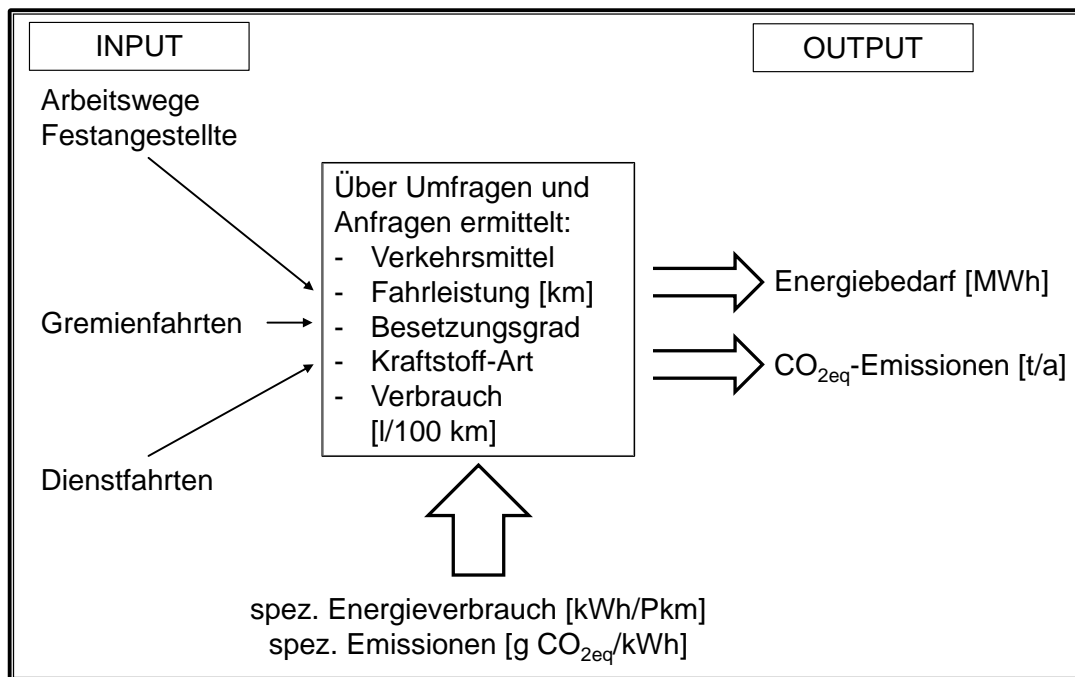 INPUT
OUTPUT
Arbeitswege
Festangestellte
Gremienfahrten
Dienstfahrten
Über Umfragen und
Anfragen ermittelt:
- Verkehrsmittel
- Fahrleistung [km]
- Besetzungsgrad
- Kraftstoff-Art
- Verbrauch
[l/100 km]
Energiebedarf [MWh]
CO2eq-Emissionen [t/a]
spez. Energieverbrauch [kWh/Pkm]
spez. Emissionen [g CO2eq/kWh]